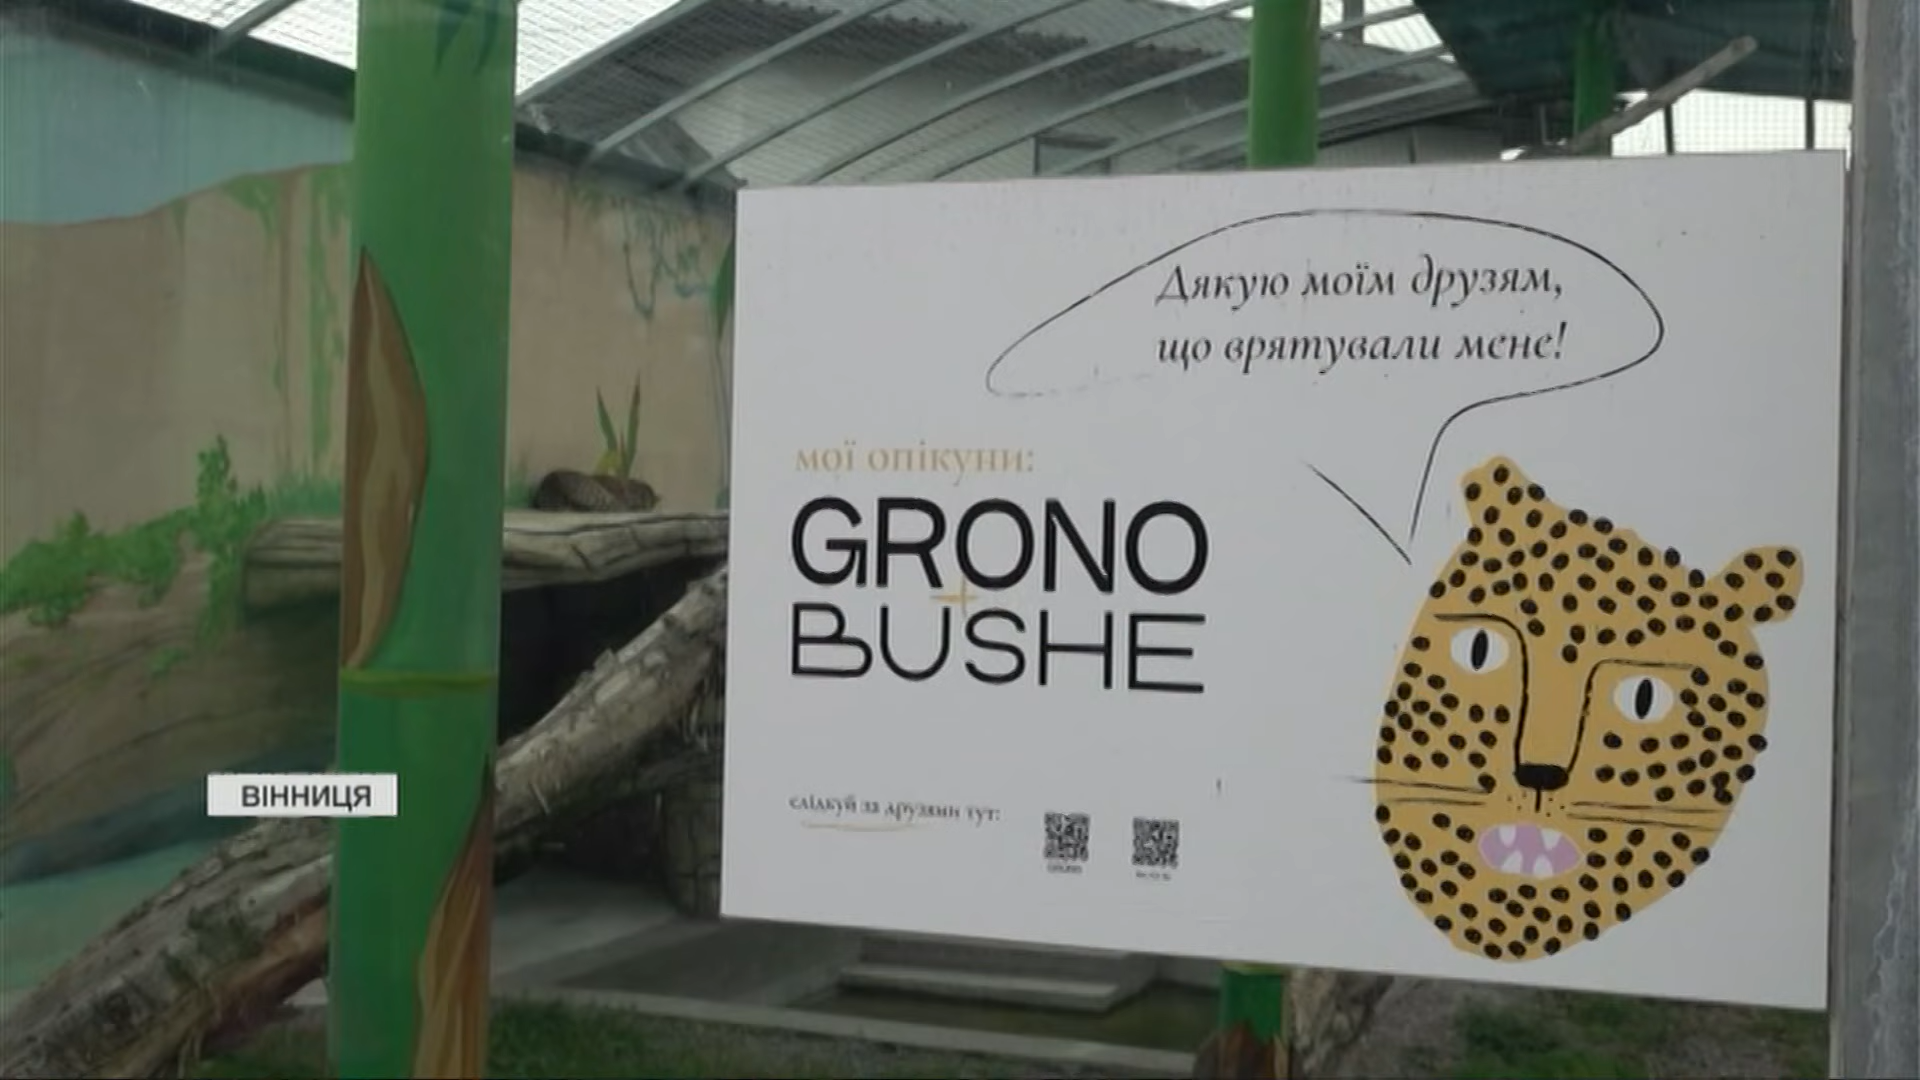 Дякую моїм друзям,
що врятували мене!
мої опікуни:
GRONO
+
BUSHE
слідкуй за друзями тут:
ВІННИЦЯ